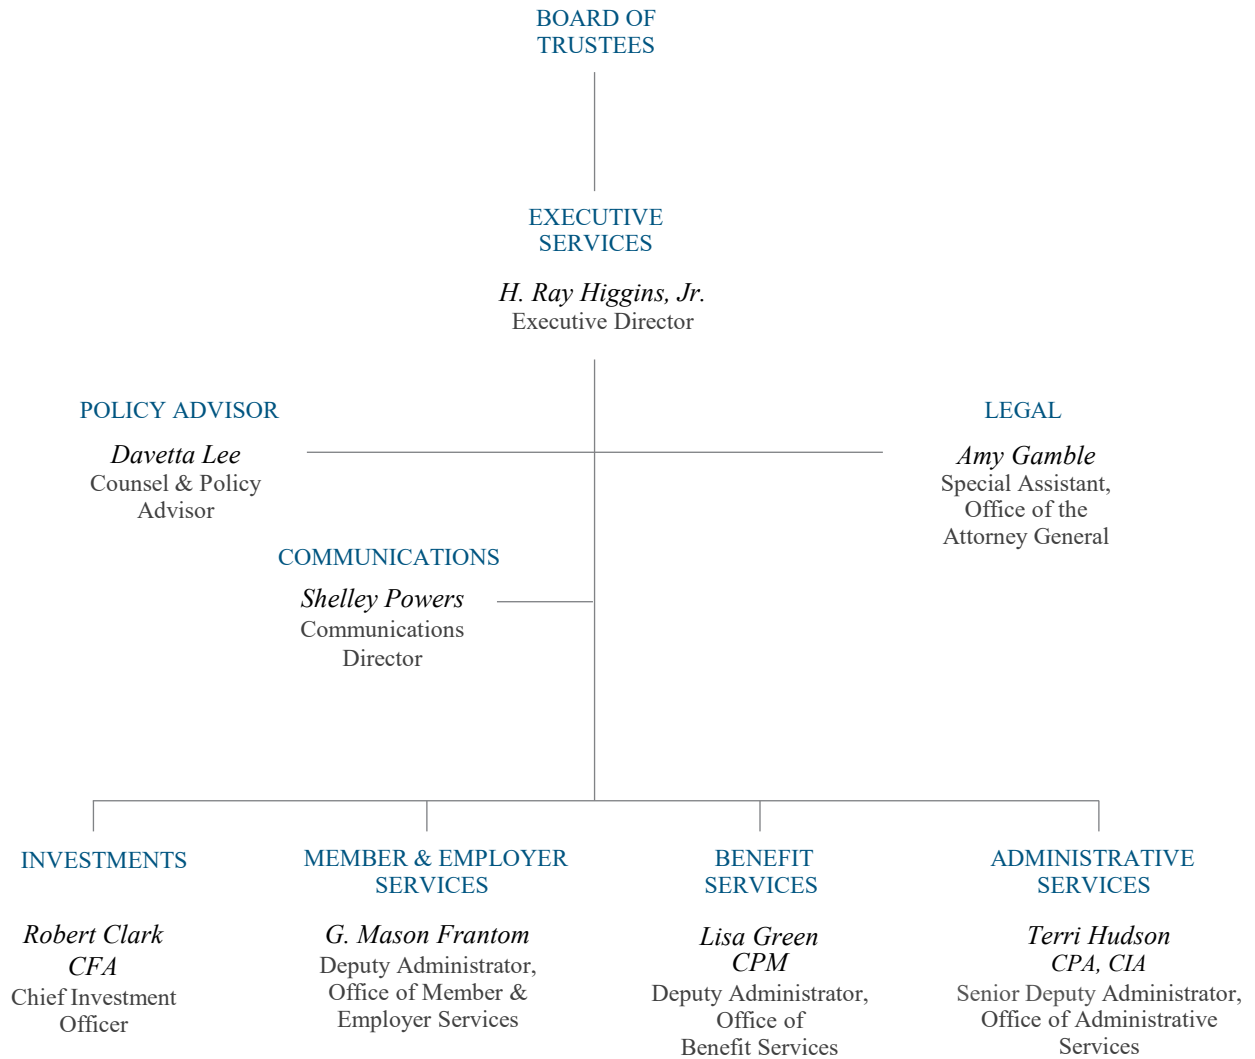 BOARD OF
TRUSTEES
EXECUTIVE
SERVICES
H. Ray Higgins, Jr.
Executive Director
POLICY ADVISOR
Davetta Lee
Counsel & Policy
Advisor
LEGAL
Amy Gamble
Special Assistant,
Office of the
Attorney General
COMMUNICATIONS
Shelley Powers
Communications
Director
INVESTMENTS
Robert Clark
CFA
Chief Investment
Officer
MEMBER & EMPLOYER
SERVICES
G. Mason Frantom
Deputy Administrator,
Office of Member &
Employer Services
BENEFIT
SERVICES
Lisa Green
CPM
Deputy Administrator,
Office of
Benefit Services
ADMINISTRATIVE
SERVICES
Terri Hudson
CPA, CIA
Senior Deputy Administrator,
Office of Administrative
Services